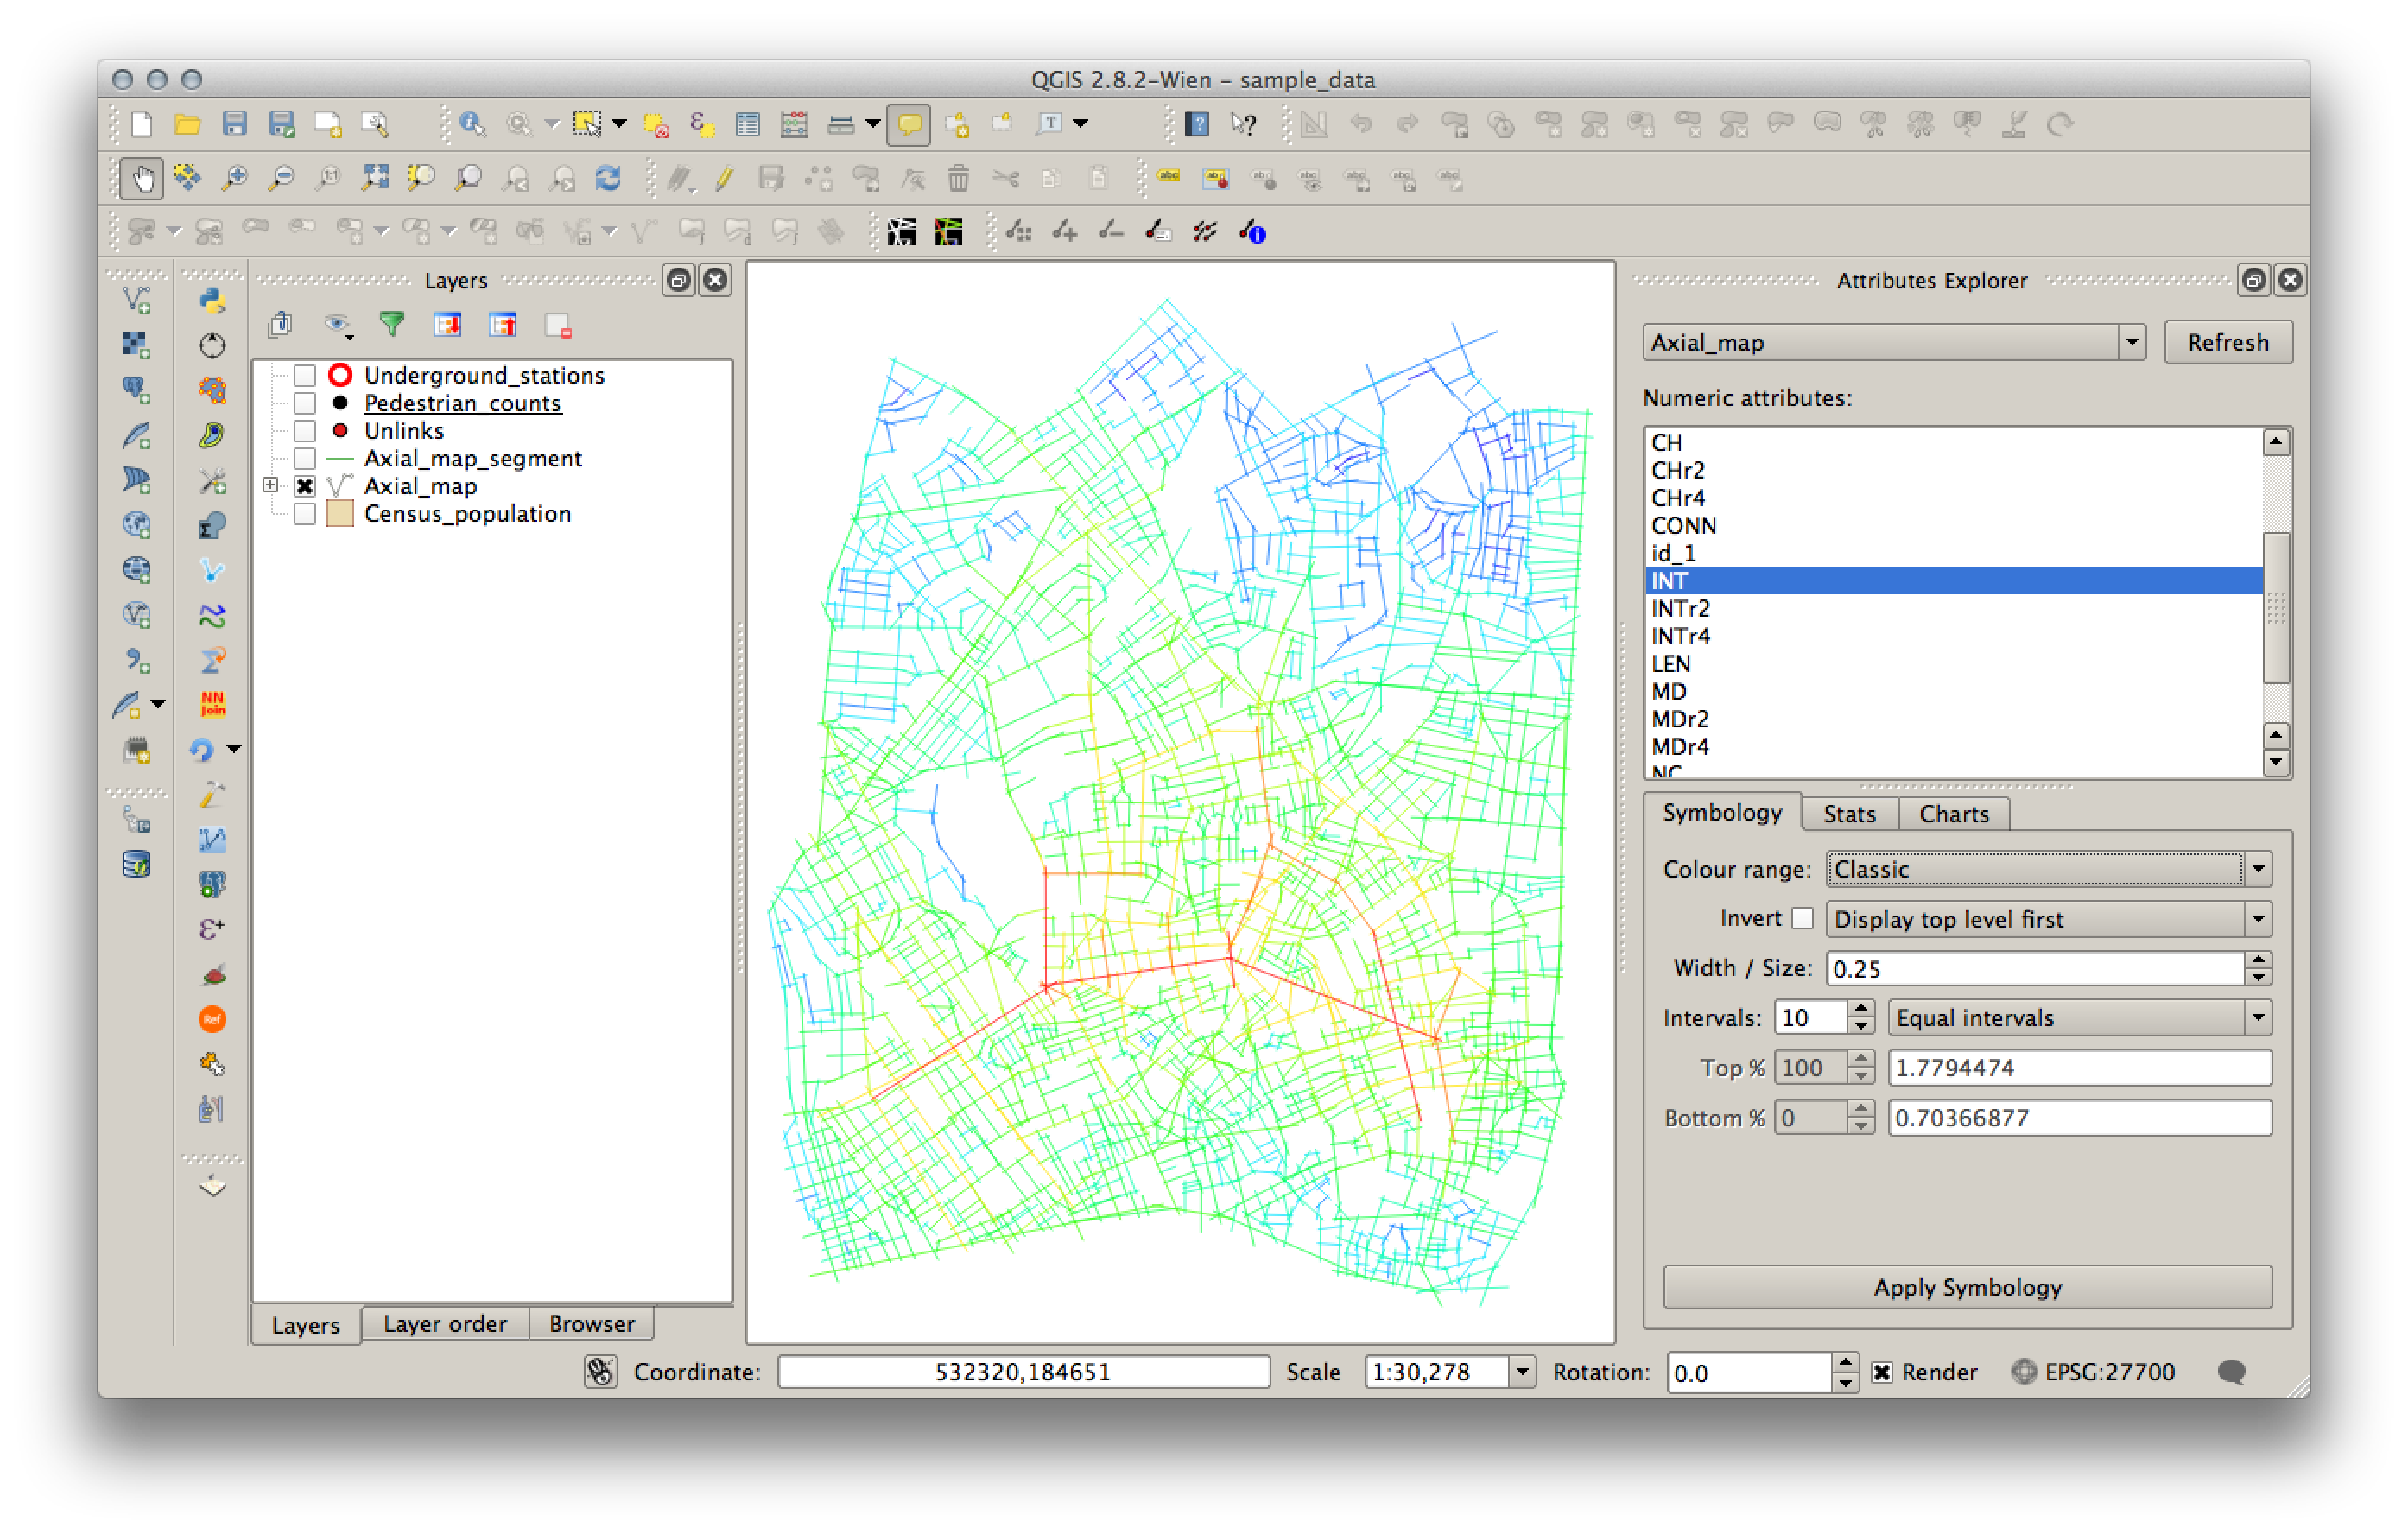 QGIS 2.8.2-Wien - sample_data
Layers
Underground_stations
Pedestrian_counts
Unlinks
Axial_map_segment
Axial_map
Census_population
NN
Join
Ref
ε+
Layers
Layer order
Browser
Attributes Explorer
Axial_map
Refresh
Numeric attributes:
CH
CHr2
CHr4
CONN
id_1
INT
INTr2
INTr4
LEN
MD
MDr2
MDr4
NC
Symbology
Stats
Charts
Colour range: Classic
Invert Display top level first
Width / Size: 0.25
Intervals: 10 Equal intervals
Top % 100 1.7794474
Bottom % 0 0.70366877
Apply Symbology
Coordinate: 532320,184651 Scale 1:30,278 Rotation: 0.0 Render EPSG:27700